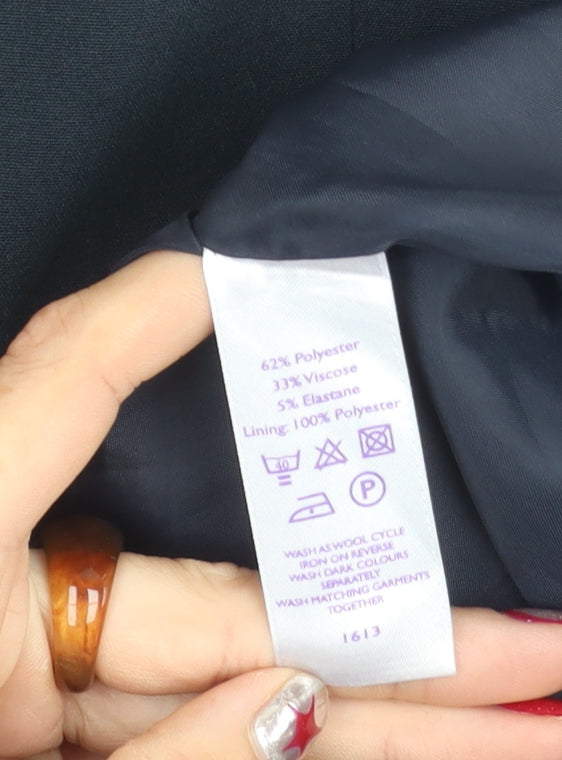 62% Polyester
33% Viscose
5% Elastane
Lining: 100% Polyester
40
P
WASH AS WOOL CYCLE
IRON ON REVERSE
WASH DARK COLOURS
SEPARATELY
WASH MATCHING GARMENTS
TOGETHER
1613